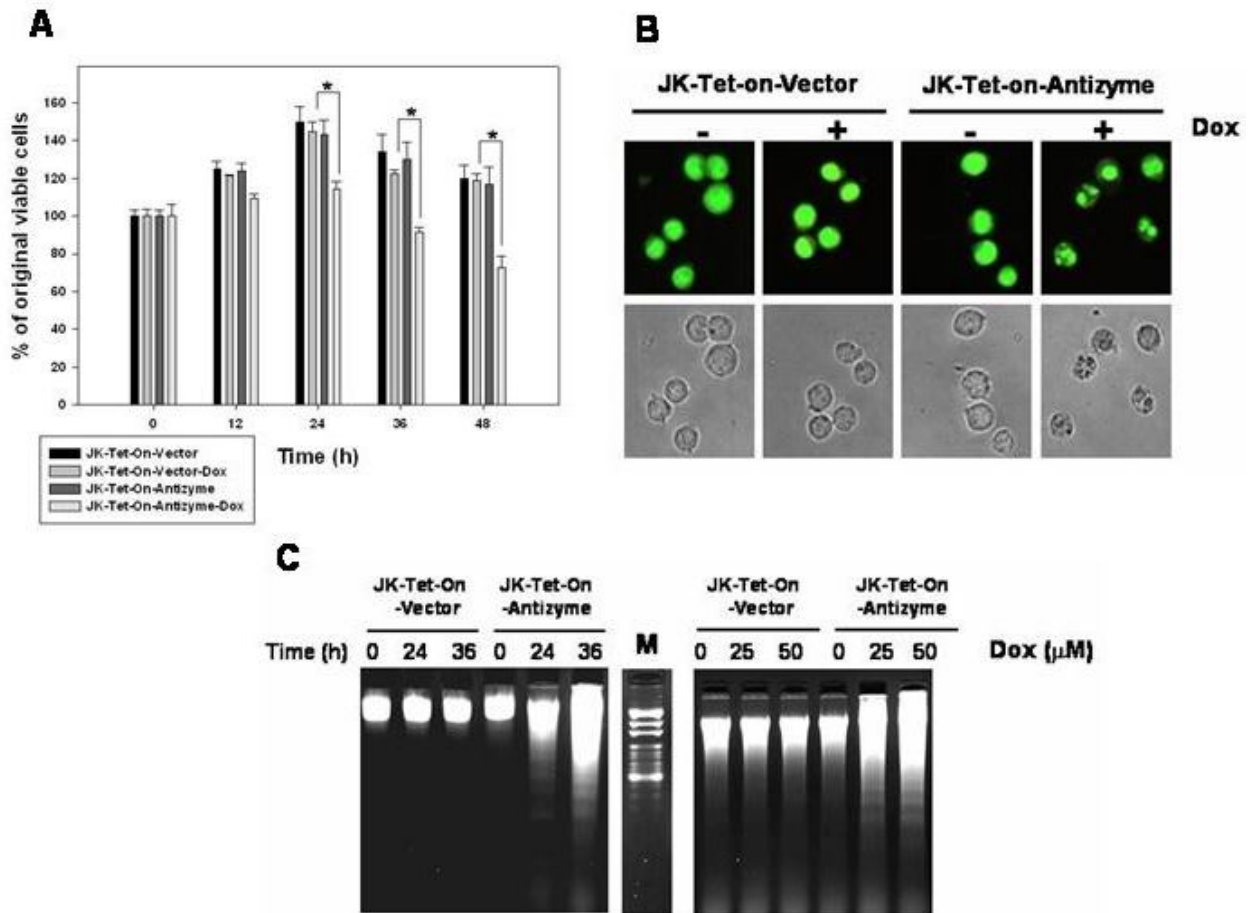 A
% of original viable cells
160
140
120
100
80
60
40
20
0
*
*
*
0 12 24 36 48
Time (h)
JK-Tet-On-Vector
JK-Tet-On-Vector-Dox
JK-Tet-On-Antizyme
JK-Tet-On-Antizyme-Dox
B
JK-Tet-on-Vector JK-Tet-on-Antizyme
- + - + Dox
C
JK-Tet-On
-Vector
JK-Tet-On
-Antizyme
Time (h) 0 24 36 0 24 36
M
JK-Tet-On
-Vector
JK-Tet-On
-Antizyme
0 25 50 0 25 50 Dox (μM)